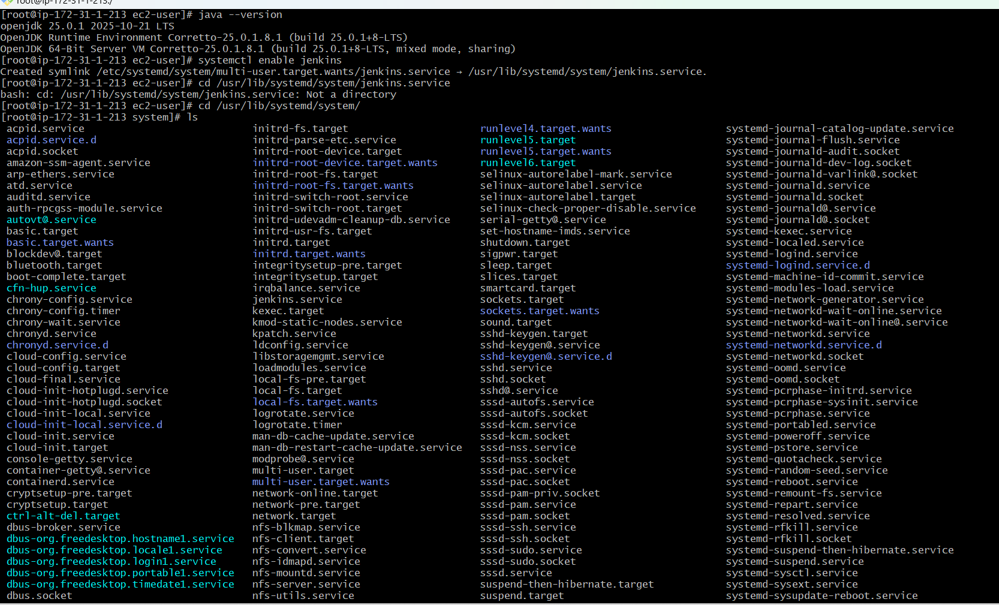 root@ip-172-31-1-213:/
[root@ip-172-31-1-213 ec2-user]# java --version
openjdk 25.0.1 2025-10-21 LTS
OpenJDK Runtime Environment Corretto-25.0.1.8.1 (build 25.0.1+8-LTS)
OpenJDK 64-Bit Server VM Corretto-25.0.1.8.1 (build 25.0.1+8-LTS, mixed mode, sharing)
[root@ip-172-31-1-213 ec2-user]# systemctl enable jenkins
Created symlink /etc/systemd/system/multi-user.target.wants/jenkins.service → /usr/lib/systemd/system/jenkins.service.
[root@ip-172-31-1-213 ec2-user]# cd /usr/lib/systemd/system/jenkins.service
bash: cd: /usr/lib/systemd/system/jenkins.service: Not a directory
[root@ip-172-31-1-213 ec2-user]# cd /usr/lib/systemd/system/
[root@ip-172-31-1-213 system]# ls
acpid.service initrd-fs.target runlevel4.target.wants systemd-journal-catalog-update.service
acpid.service.d initrd-parse-etc.service runlevel5.target systemd-journal-flush.service
acpid.socket initrd-root-device.target runlevel5.target.wants systemd-journald-audit.socket
amazon-ssm-agent.service initrd-root-device.target.wants runlevel6.target systemd-journald-dev-log.socket
arp-ethers.service initrd-root-fs.target selinux-autorelabel-mark.service systemd-journald-varlink@.socket
atd.service initrd-root-fs.target.wants selinux-autorelabel.service systemd-journald.service
auditd.service initrd-switch-root.service selinux-autorelabel.target systemd-journald.socket
auth-rpcgss-module.service initrd-switch-root.target selinux-check-proper-disable.service systemd-journald@.service
autovt@.service initrd-udevadm-cleanup-db.service serial-getty@.service systemd-journald@.socket
basic.target initrd-usr-fs.target set-hostname-imds.service systemd-kexec.service
basic.target.wants initrd.target shutdown.target systemd-localed.service
blockdev@.target initrd.target.wants sigpwr.target systemd-logind.service
bluetooth.target integritysetup-pre.target sleep.target systemd-logind.service.d
boot-complete.target integritysetup.target slices.target systemd-machine-id-commit.service
cfn-hup.service irqbalance.service smartcard.target systemd-modules-load.service
chrony-config.service jenkins.service sockets.target systemd-network-generator.service
chrony-config.timer kexec.target sockets.target.wants systemd-networkd-wait-online.service
chrony-wait.service kmod-static-nodes.service sound.target systemd-networkd-wait-online@.service
chronyd.service kpatch.service sshd-keygen.target systemd-networkd.service
chronyd.service.d ldconfig.service sshd-keygen@.service systemd-networkd.service.d
cloud-config.service libstoragemgmt.service sshd-keygen@.service.d systemd-networkd.socket
cloud-config.target loadmodules.service sshd.service systemd-oomd.service
cloud-final.service local-fs-pre.target sshd.socket systemd-oomd.socket
cloud-init-hotplugd.service local-fs.target sshd@.service systemd-pcrphase-initrd.service
cloud-init-hotplugd.socket local-fs.target.wants sssd-autofs.service systemd-pcrphase-sysinit.service
cloud-init-local.service logrotate.service sssd-autofs.socket systemd-pcrphase.service
cloud-init-local.service.d logrotate.timer sssd-kcm.service systemd-portabled.service
cloud-init.service man-db-cache-update.service sssd-kcm.socket systemd-poweroff.service
cloud-init.target man-db-restart-cache-update.service sssd-nss.service systemd-pstore.service
console-getty.service modprobe@.service sssd-nss.socket systemd-quotacheck.service
container-getty@.service multi-user.target sssd-pac.service systemd-random-seed.service
containerd.service multi-user.target.wants sssd-pac.socket systemd-reboot.service
cryptsetup-pre.target network-online.target sssd-pam-priv.socket systemd-remount-fs.service
cryptsetup.target network-pre.target sssd-pam.service systemd-repart.service
ctrl-alt-del.target network.target sssd-pam.socket systemd-resolved.service
dbus-broker.service nfs-blkmap.service sssd-ssh.service systemd-rfkill.service
dbus-org.freedesktop.hostname1.service nfs-client.target sssd-ssh.socket systemd-rfkill.socket
dbus-org.freedesktop.locale1.service nfs-convert.service sssd-sudo.service systemd-suspend-then-hibernate.service
dbus-org.freedesktop.login1.service nfs-idmapd.service sssd-sudo.socket systemd-suspend.service
dbus-org.freedesktop.portable1.service nfs-mountd.service sssd.service systemd-sysctl.service
dbus-org.freedesktop.timedate1.service nfs-server.service suspend-then-hibernate.target systemd-sysext.service
dbus.socket nfs-utils.service suspend.target systemd-sysupdate-reboot.service